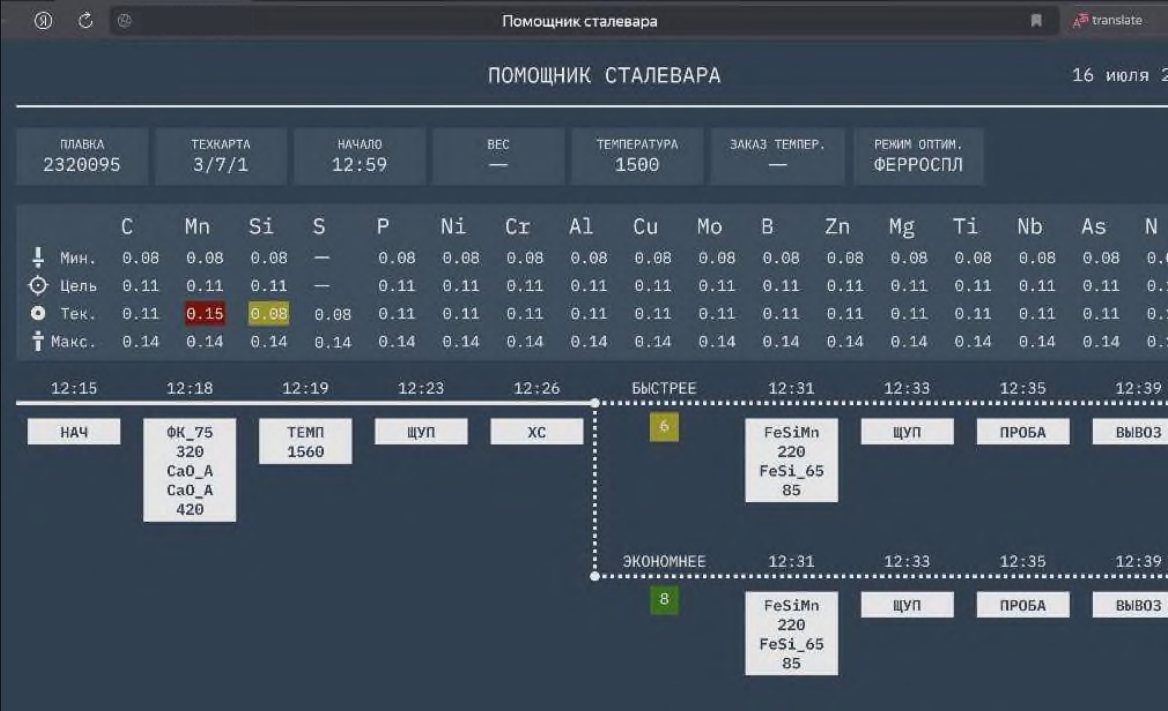 Помощник сталевара
translate
ПОМОЩНИК СТАЛЕВАРА
16 июля 2
ПЛАВКА ТЕХКАРТА НАЧАЛО ВЕС ТЕМПЕРАТУРА ЗАКАЗ ТЕМПЕР. РЕЖИМ ОПТИМ.
2320095 3/7/1 12:59 — 1500 — ФЕРРОСПЛ
C Mn Si S P Ni Cr Al Cu Mo B Zn Mg Ti Nb As N
Мин. 0.08 0.08 0.08 — 0.08 0.08 0.08 0.08 0.08 0.08 0.08 0.08 0.08 0.08 0.08 0.08 0.
Цель 0.11 0.11 0.11 — 0.11 0.11 0.11 0.11 0.11 0.11 0.11 0.11 0.11 0.11 0.11 0.11 0.
Тек. 0.11 0.15 0.08 0.08 0.11 0.11 0.11 0.11 0.11 0.11 0.11 0.11 0.11 0.11 0.11 0.11 0.
Макс. 0.14 0.14 0.14 0.14 0.14 0.14 0.14 0.14 0.14 0.14 0.14 0.14 0.14 0.14 0.14 0.14 0.
12:15 12:18 12:19 12:23 12:26 БЫСТРЕЕ 12:31 12:33 12:35 12:39
НАЧ
ФК_75
320
CaO_A
CaO_A
420
ТЕМП
1560
ЩУП
ХС
6
FeSiMn
220
FeSi_65
85
ЩУП
ПРОБА
ВЫВОЗ
ЭКОНОМНЕЕ 12:31 12:33 12:35 12:39
8
FeSiMn
220
FeSi_65
85
ЩУП
ПРОБА
ВЫВОЗ